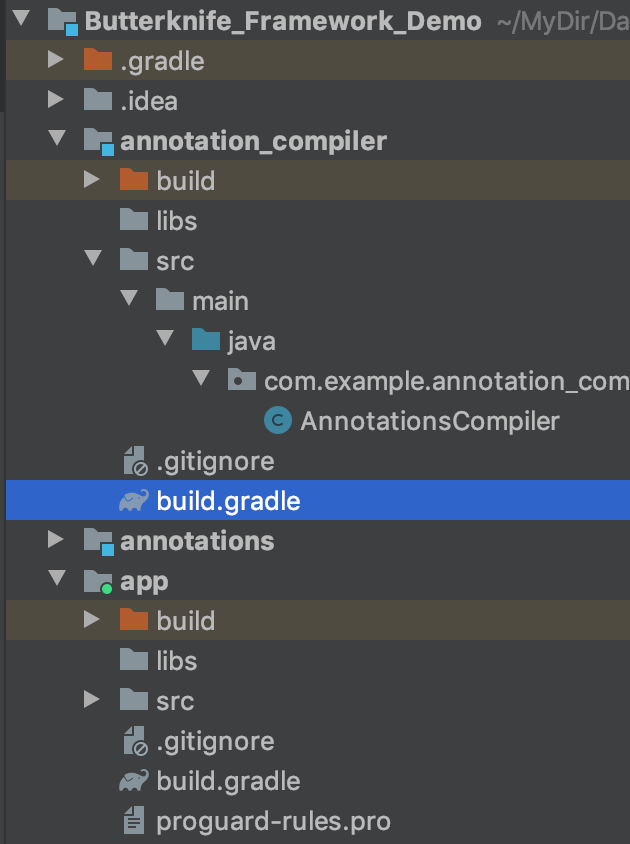 Butterknife_Framework_Demo ~/MyDir/Da
.gradle
.idea
annotation_compiler
build
libs
src
main
java
com.example.annotation_com
C AnnotationsCompiler
.gitignore
build.gradle
annotations
app
build
libs
src
.gitignore
build.gradle
proguard-rules.pro